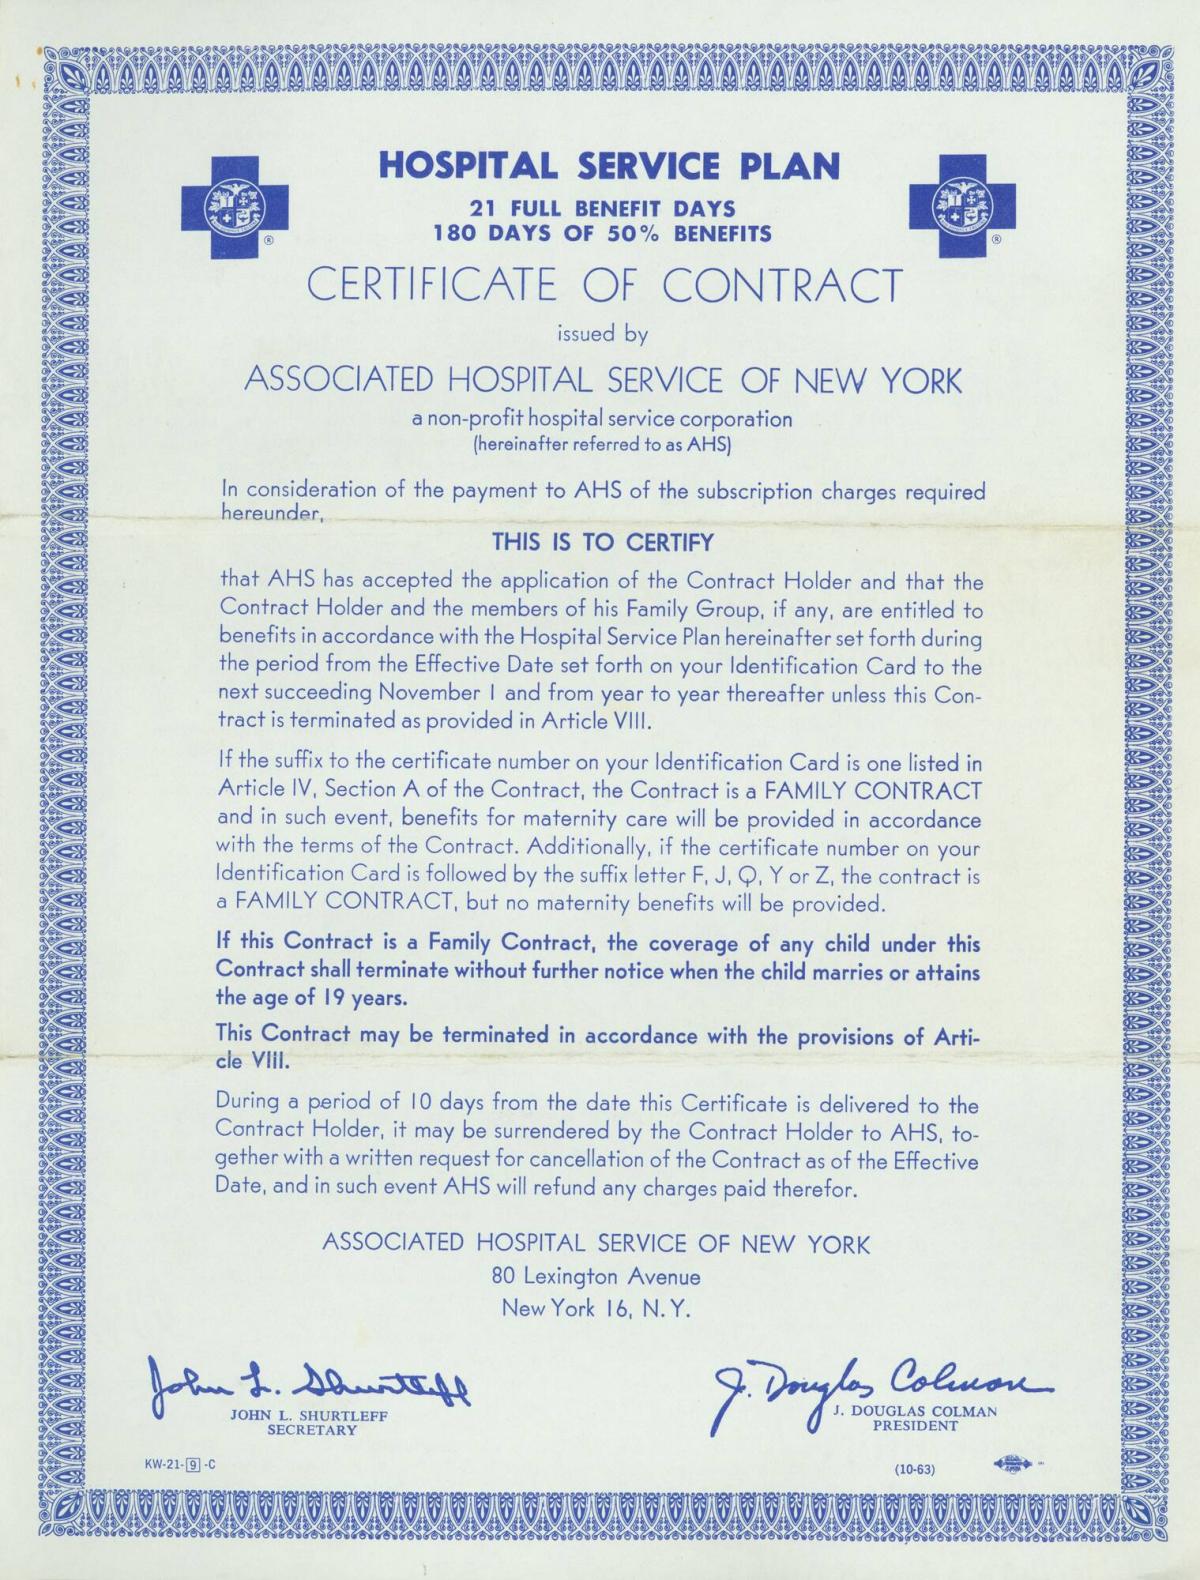 HOSPITAL SERVICE PLAN
21 FULL BENEFIT DAYS
180 DAYS OF 50% BENEFITS
CERTIFICATE OF CONTRACT
issued by
ASSOCIATED HOSPITAL SERVICE OF NEW YORK
a non-profit hospital service corporation
(hereinafter referred to as AHS)
In consideration of the payment to AHS of the subscription charges required
hereunder,
THIS IS TO CERTIFY
that AHS has accepted the application of the Contract Holder and that the
Contract Holder and the members of his Family Group, if any, are entitled to
benefits in accordance with the Hospital Service Plan hereinafter set forth during
the period from the Effective Date set forth on your Identification Card to the
next succeeding November 1 and from year to year thereafter unless this Con-
tract is terminated as provided in Article VIII.
If the suffix to the certificate number on your Identification Card is one listed in
Article IV, Section A of the Contract, the Contract is a FAMILY CONTRACT
and in such event, benefits for maternity care will be provided in accordance
with the terms of the Contract. Additionally, if the certificate number on your
Identification Card is followed by the suffix letter F, J, Q, Y or Z, the contract is
a FAMILY CONTRACT, but no maternity benefits will be provided.
If this Contract is a Family Contract, the coverage of any child under this
Contract shall terminate without further notice when the child marries or attains
the age of 19 years.
This Contract may be terminated in accordance with the provisions of Arti-
cle VIII.
During a period of 10 days from the date this Certificate is delivered to the
Contract Holder, it may be surrendered by the Contract Holder to AHS, to-
gether with a written request for cancellation of the Contract as of the Effective
Date, and in such event AHS will refund any charges paid therefor.
ASSOCIATED HOSPITAL SERVICE OF NEW YORK
80 Lexington Avenue
New York 16, N. Y.
John L. Shurtleff
JOHN L. SHURTLEFF
SECRETARY
J. Douglas Colman
J. DOUGLAS COLMAN
PRESIDENT
KW-21-9-C
(10-63)